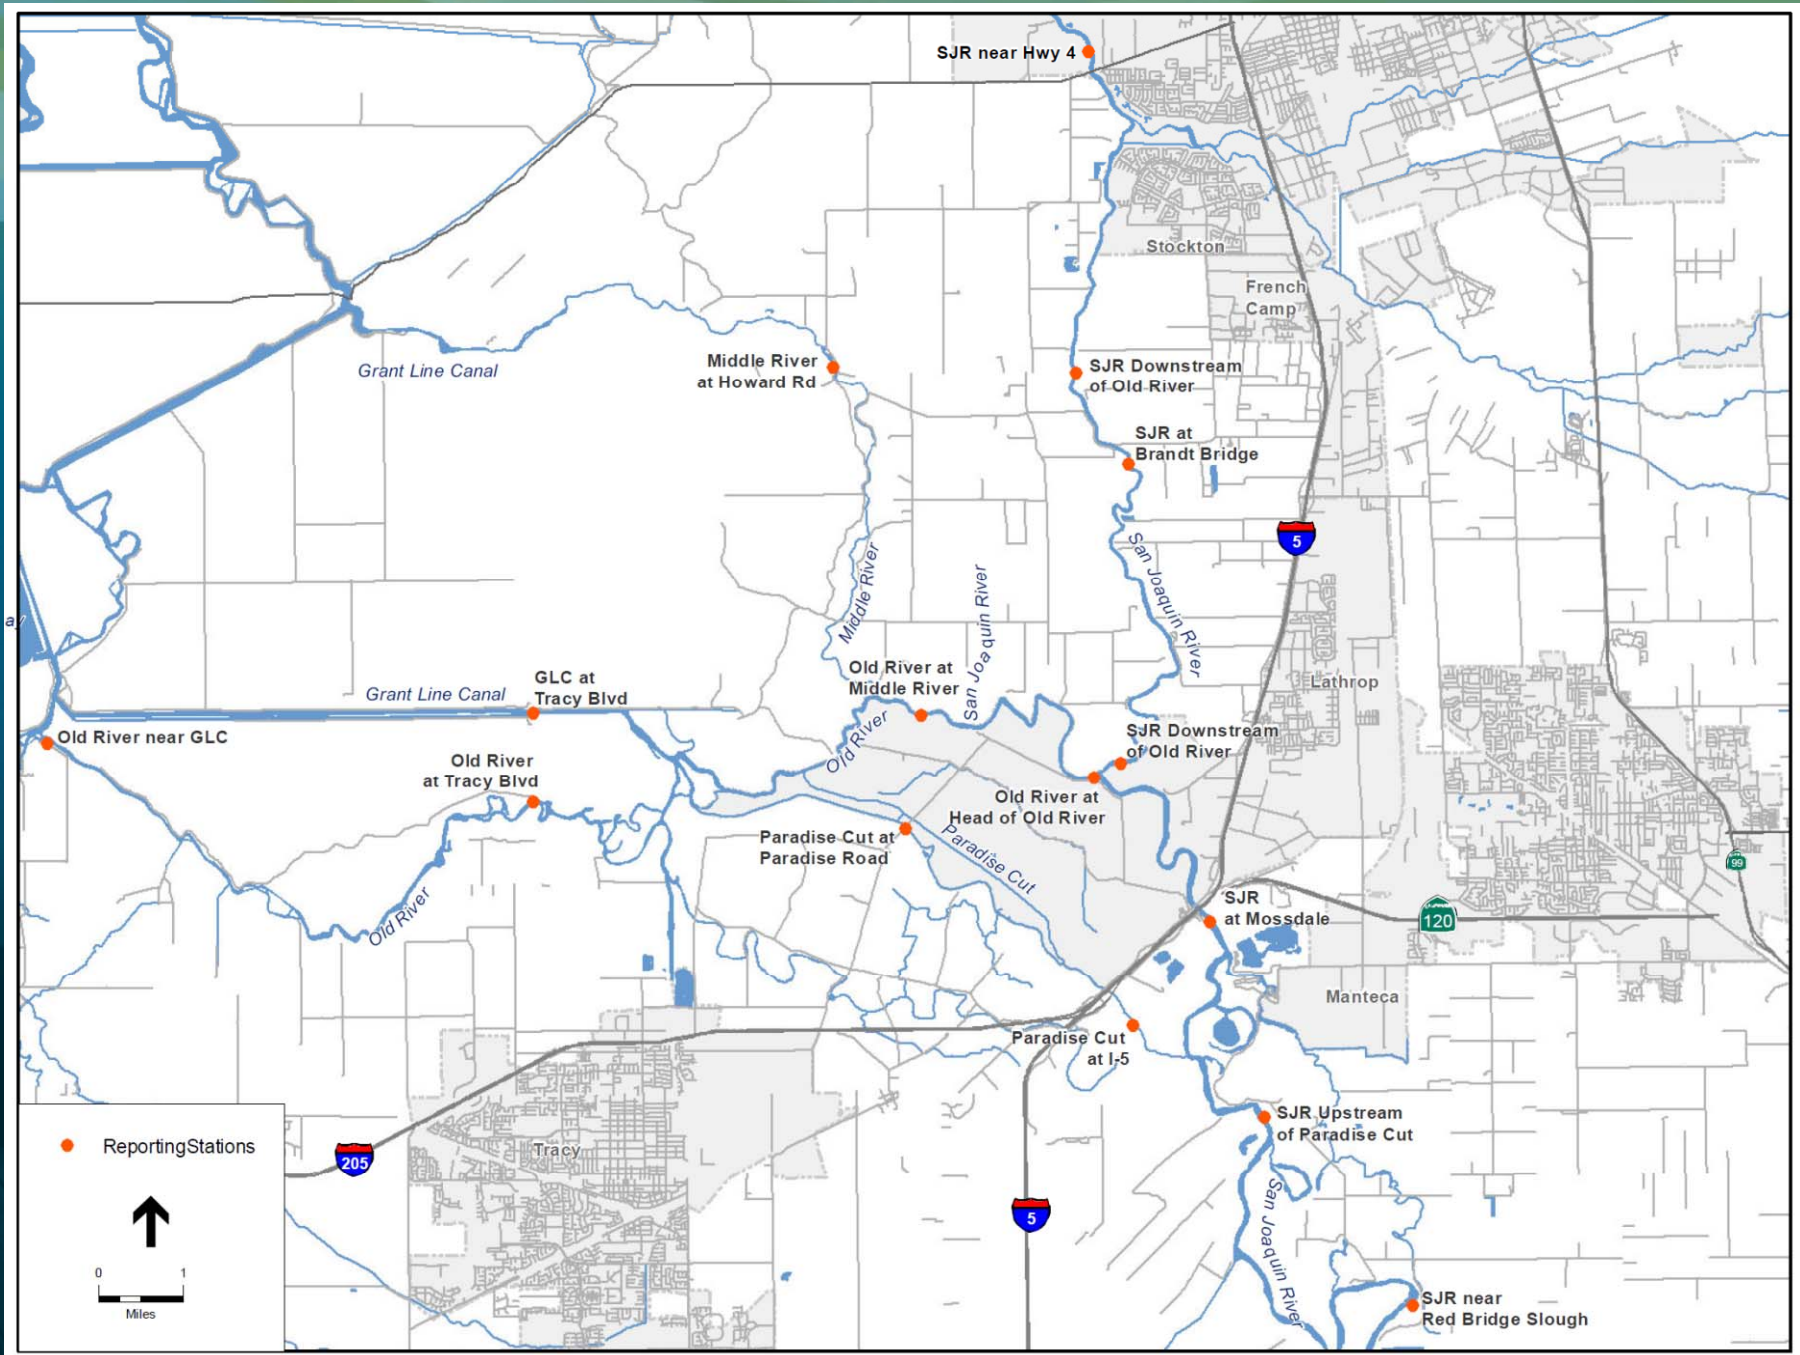 SJR near Hwy 4
Stockton
French
Camp
Grant Line Canal
Middle River
at Howard Rd
SJR Downstream
of Old River
SJR at
Brandt Bridge
5
San Joaquin River
Middle River
San Joaquin River
ay
Old River at
Middle River
Lathrop
GLC at
Tracy Blvd
Grant Line Canal
Old River near GLC
Old River
SJR Downstream
of Old River
Old River
at Tracy Blvd
Old River at
Head of Old River
Paradise Cut at
Paradise Road
Paradise Cut
99
Old River
SJR
at Mossdale
120
Manteca
Paradise Cut
at I-5
SJR Upstream
of Paradise Cut
ReportingStations
205
Tracy
5
San Joaquin River
0 1
Miles
SJR near
Red Bridge Slough